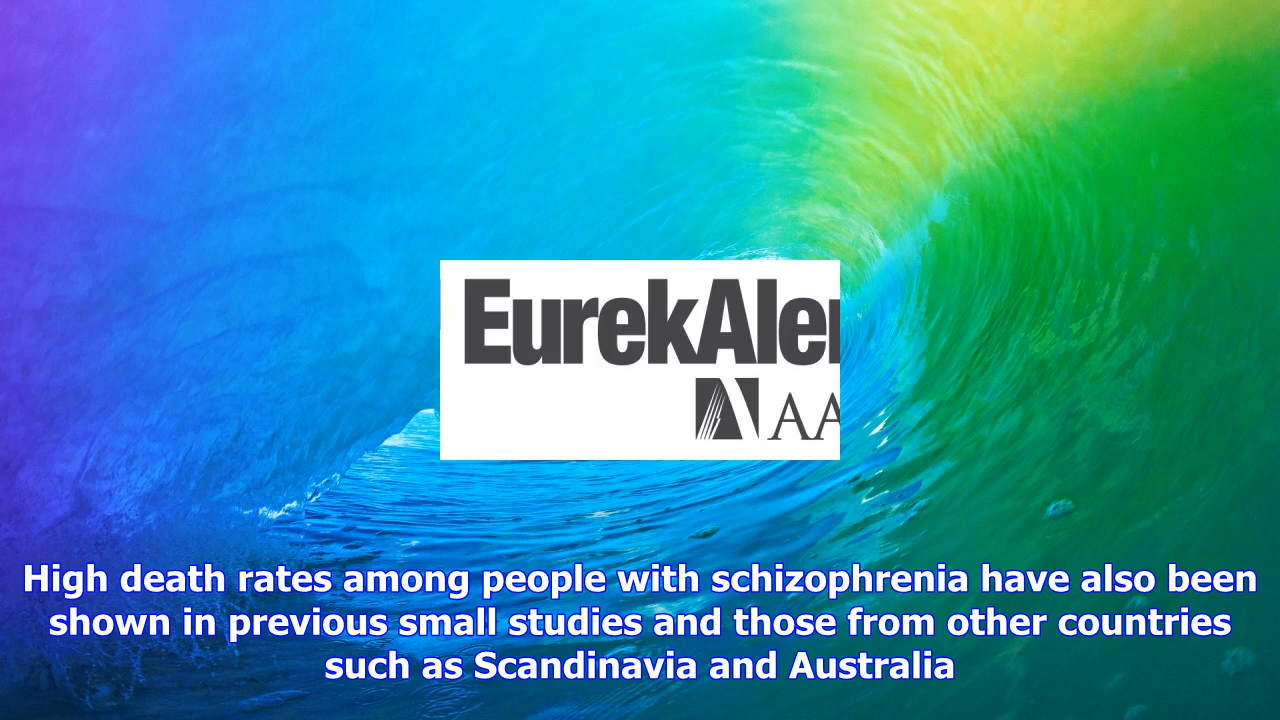 EurekAler
AA
High death rates among people with schizophrenia have also been
shown in previous small studies and those from other countries
such as Scandinavia and Australia